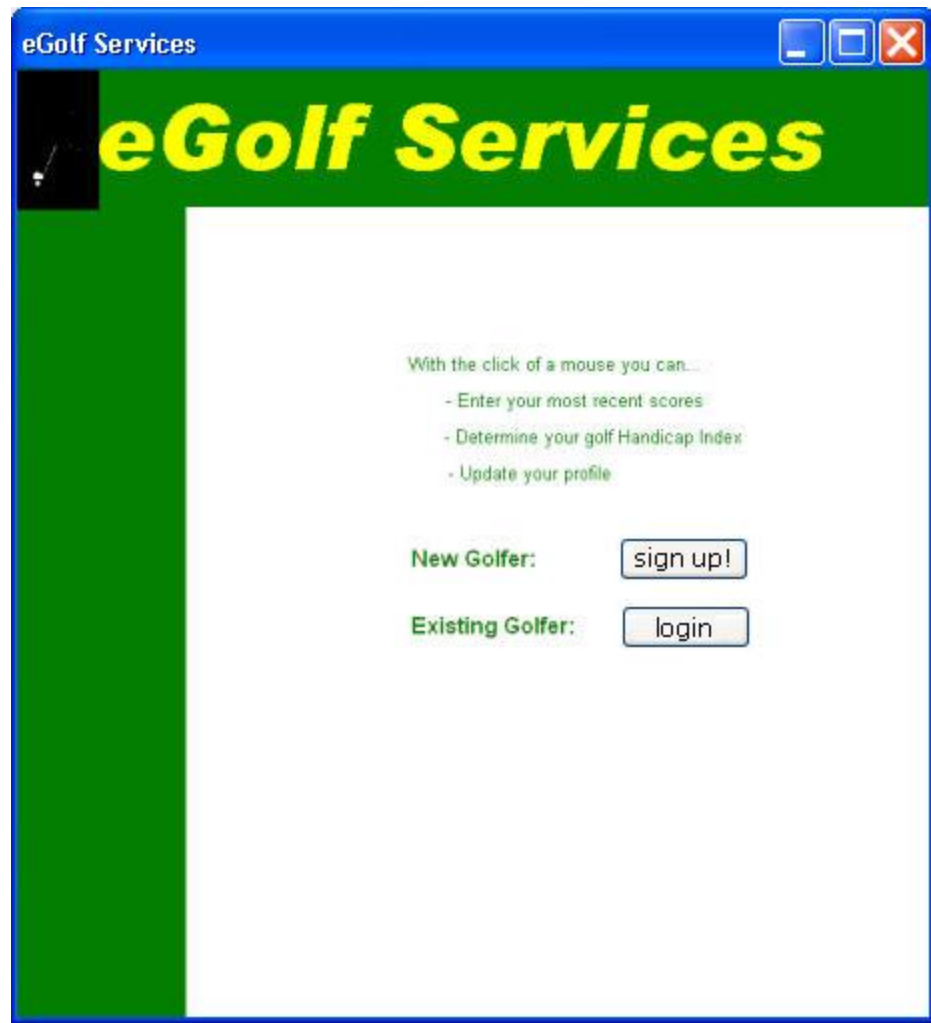 eGolf Services
eGolf Services
With the click of a mouse you can...
- Enter your most recent scores
- Determine your golf Handicap Index
- Update your profile
New Golfer: sign up!
Existing Golfer: login